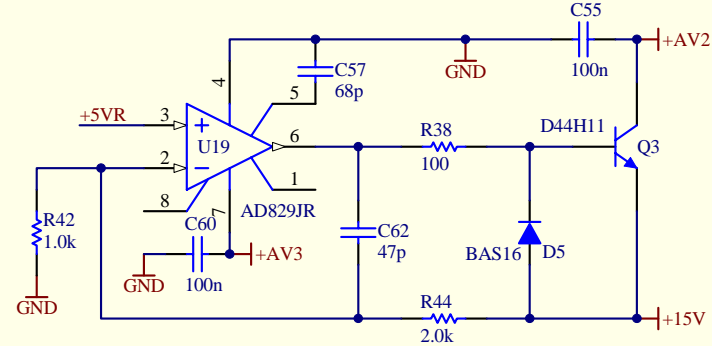 C55
+AV2
GND
100n
C57
68p
4
5
+5VR
3
U19
6
R38
100
D44H11
Q3
2
1
8
C60
7
AD829JR
R42
1.0k
C62
47p
BAS16
D5
GND
100n
+AV3
GND
R44
2.0k
+15V